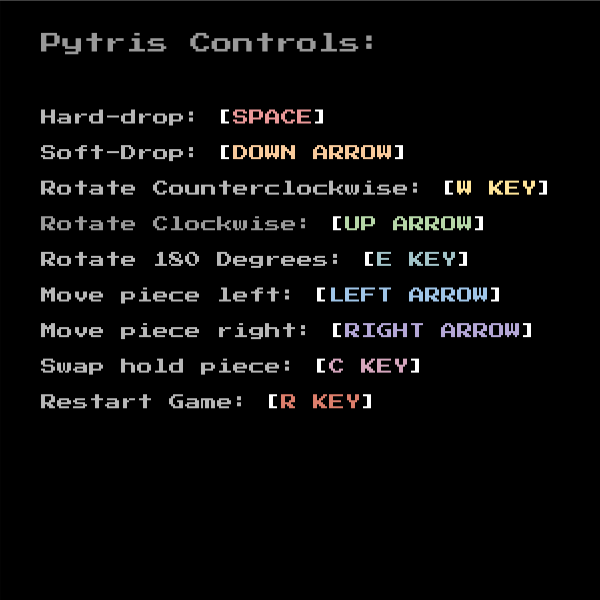 Pytris Controls:
Hard-drop: [SPACE]
Soft-Drop: [DOWN ARROW]
Rotate Counterclockwise: [W KEY]
Rotate Clockwise: [UP ARROW]
Rotate 180 Degrees: [E KEY]
Move piece left: [LEFT ARROW]
Move piece right: [RIGHT ARROW]
Swap hold piece: [C KEY]
Restart Game: [R KEY]